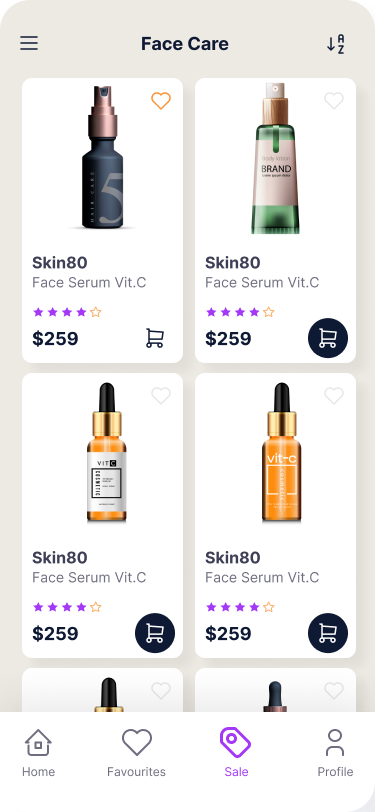 Face Care
A
Z
HAIR CARE
5
Body lotion
BRAND
Skin80
Skin80
Face Serum Vit.C
Face Serum Vit.C
$259
$259
VIT C
COSMETIC
vit-c
Skin80
Skin80
Face Serum Vit.C
Face Serum Vit.C
$259
$259
Home
Favourites
Sale
Profile